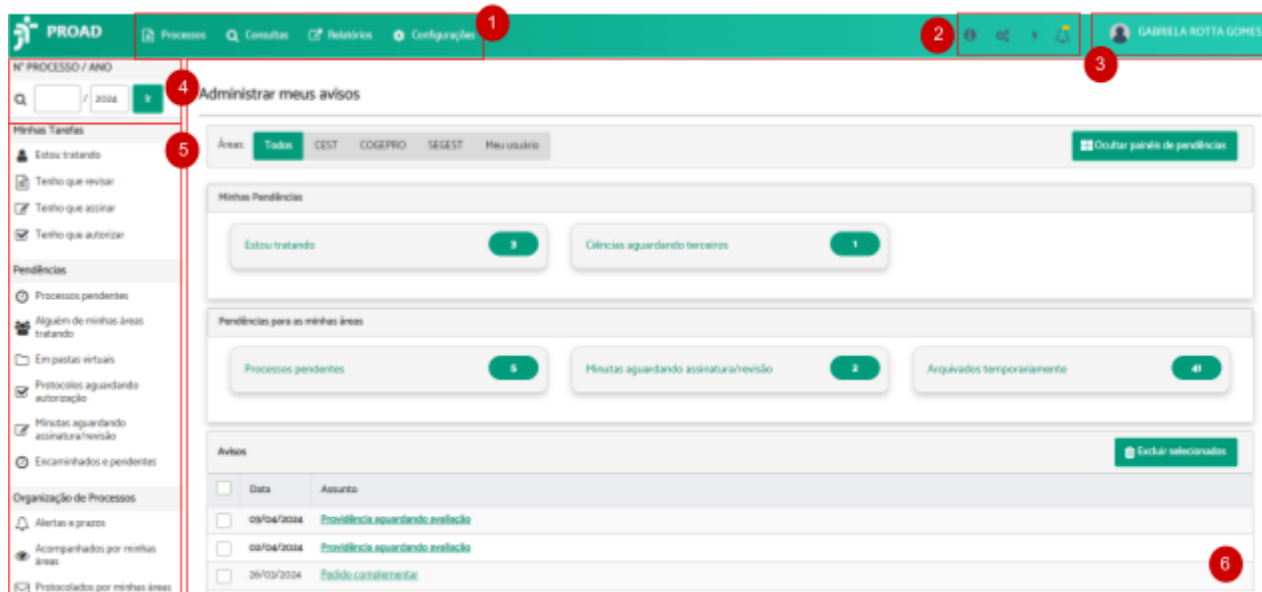 PROAD
Processos
Consultas
Relatórios
Configurações
1
2
GABRIELA ROTTA GOMES
3
Nº PROCESSO / ANO
/ 2024 Ir
4
Minhas Tarefas
5
Estou tratando
Tenho que revisar
Tenho que assinar
Tenho que autorizar
Pendências
Processos pendentes
Alguém de minhas áreas
tratando
Em pastas virtuais
Protocolos aguardando
autorização
Minutas aguardando
assinatura/revisão
Encaminhados e pendentes
Organização de Processos
Alertas e prazos
Acompanhados por minhas
áreas
Protocolados por minhas áreas
Administrar meus avisos
Áreas: Todos CEST COGEPRO SEGEST Meu usuário
Ocultar painéis de pendências
Minhas Pendências
Estou tratando 3
Ciências aguardando terceiros 1
Pendências para as minhas áreas
Processos pendentes 5
Minutas aguardando assinatura/revisão 2
Arquivados temporariamente 41
Avisos
Excluir selecionados
Data Assunto
03/04/2024 Providência aguardando avaliação
02/04/2024 Providência aguardando avaliação
26/03/2024 Pedido complementar
6